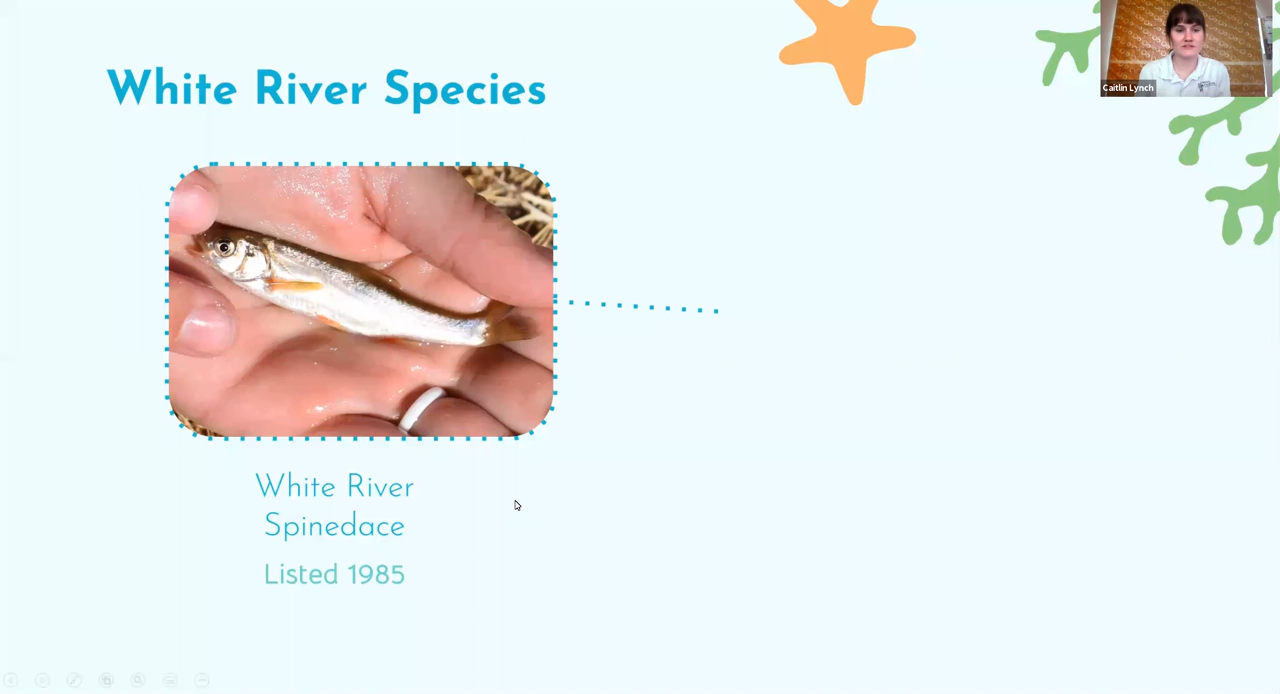 White River Species
Caitlin Lynch
White River
Spinedace
Listed 1985